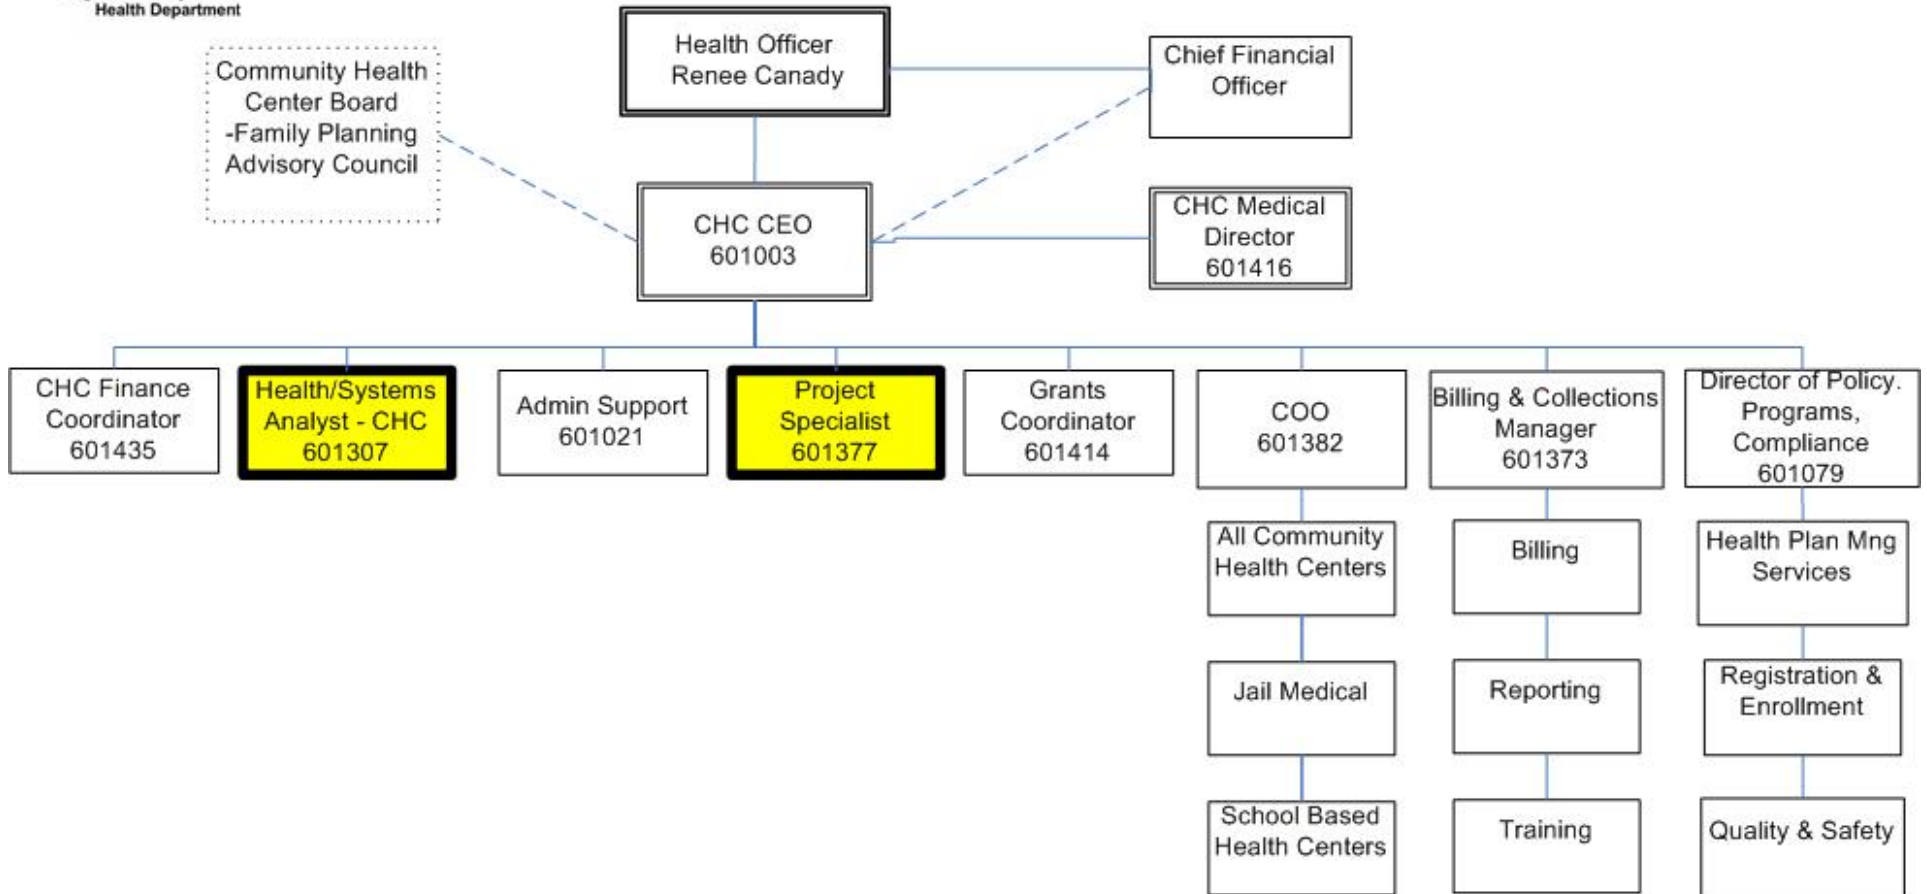 Health Department
Health Officer
Renee Canady
Chief Financial
Officer
Community Health
Center Board
-Family Planning
Advisory Council
CHC CEO
601003
CHC Medical
Director
601416
CHC Finance
Coordinator
601435
Health/Systems
Analyst - CHC
601307
Admin Support
601021
Project
Specialist
601377
Grants
Coordinator
601414
COO
601382
Billing & Collections
Manager
601373
Director of Policy.
Programs,
Compliance
601079
All Community
Health Centers
Billing
Health Plan Mng
Services
Jail Medical
Reporting
Registration &
Enrollment
School Based
Health Centers
Training
Quality & Safety